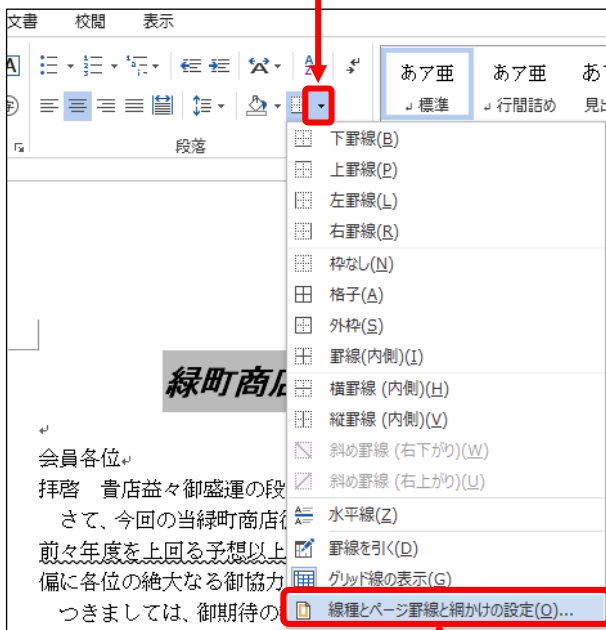 文書 校閲 表示
あア亜 あア亜 あ
↲標準 ↲行間詰め 見出
段落
下罫線(B)
上罫線(P)
左罫線(L)
右罫線(R)
枠なし(N)
格子(A)
外枠(S)
罫線(内側)(I)
横罫線 (内側)(H)
縦罫線 (内側)(V)
斜め罫線 (右下がり)(W)
斜め罫線 (右上がり)(U)
水平線(Z)
罫線を引く(D)
グリッド線の表示(G)
線種とページ罫線と網かけの設定(O)...
緑町商店
会員各位
拝啓 貴店益々御盛運の段
さて、今回の当緑町商店街
前々年度を上回る予想以上
偏に各位の絶大なる御協力
つきましては、御期待の